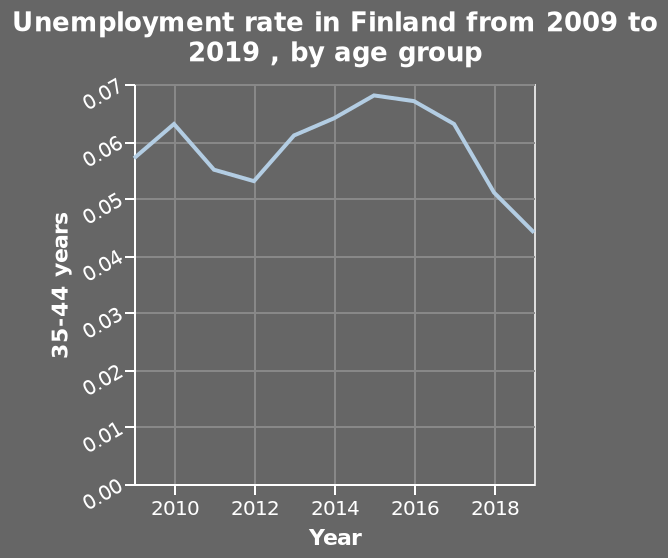 Unemployment rate in Finland from 2009 to
2019 , by age group
35-44 years
0.07
0.06
0.05
0.04
0.03
0.02
0.01
0.00
2010 2012 2014 2016 2018
Year